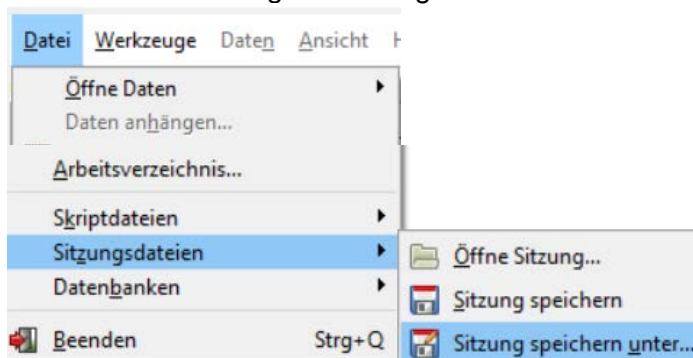 Datei Werkzeuge Daten Ansicht
Öffne Daten
Daten anhängen...
Arbeitsverzeichnis...
Skriptdateien
Sitzungsdateien
Öffne Sitzung...
Datenbanken
Sitzung speichern
Beenden Strg+Q
Sitzung speichern unter...